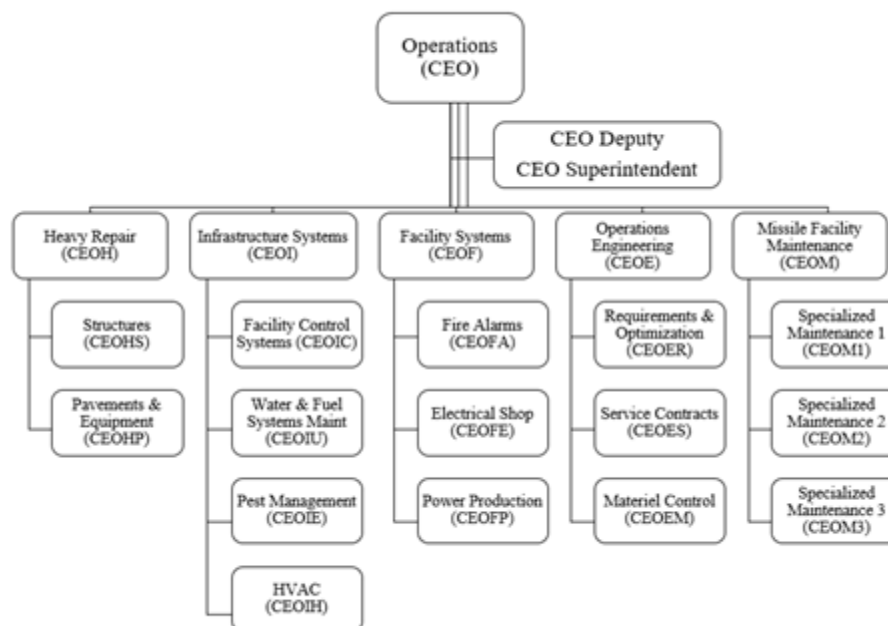 Operations
(CEO)
CEO Deputy
CEO Superintendent
Heavy Repair
(CEOH)
Infrastructure Systems
(CEOI)
Facility Systems
(CEOF)
Operations
Engineering
(CEOE)
Missile Facility
Maintenance
(CEOM)
Structures
(CEOHS)
Pavements &
Equipment
(CEOHP)
Facility Control
Systems (CEOIC)
Water & Fuel
Systems Maint
(CEOIU)
Pest Management
(CEOIE)
HVAC
(CEOIH)
Fire Alarms
(CEOFA)
Electrical Shop
(CEOFE)
Power Production
(CEOFP)
Requirements &
Optimization
(CEOER)
Service Contracts
(CEOES)
Materiel Control
(CEOEM)
Specialized
Maintenance 1
(CEOM1)
Specialized
Maintenance 2
(CEOM2)
Specialized
Maintenance 3
(CEOM3)